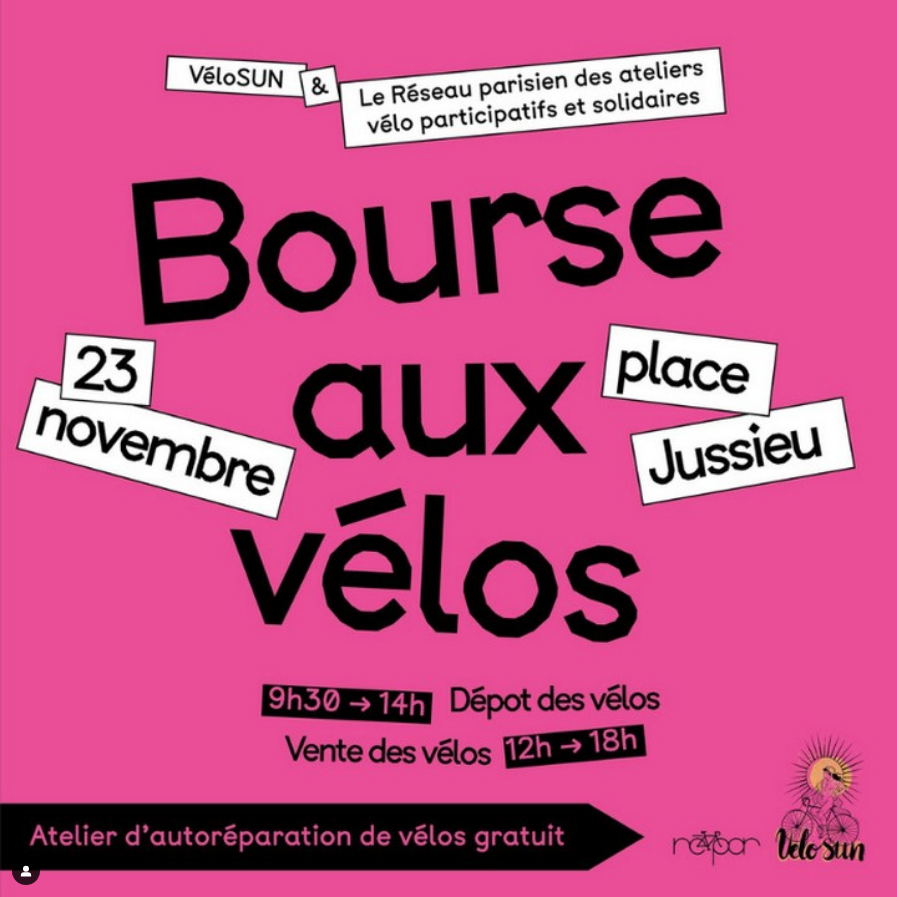 VéloSUN & Le Réseau parisien des ateliers
vélo participatifs et solidaires
Bourse
aux
vélos
23
novembre
place
Jussieu
9h30 → 14h Dépot des vélos
Vente des vélos 12h → 18h
Atelier d'autoréparation de vélos gratuit
Vélo SUN